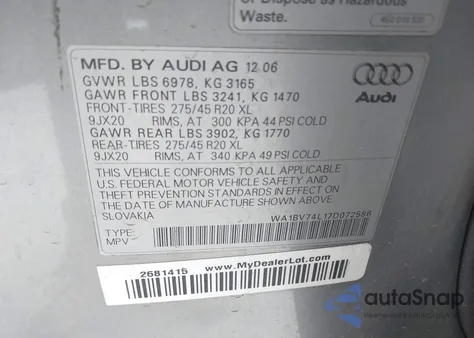 or Dispose as Hazardous
Waste.
MFD. BY AUDI AG 12 06
GVWR LBS 6978, KG 3165
GAWR FRONT LBS 3241, KG 1470
FRONT-TIRES 275/45 R20 XL
9JX20 RIMS, AT 300 KPA 44 PSI COLD
GAWR REAR LBS 3902, KG 1770
REAR-TIRES 275/45 R20 XL
9JX20 RIMS, AT 340 KPA 49 PSI COLD
THIS VEHICLE CONFORMS TO ALL APPLICABLE
U.S. FEDERAL MOTOR VEHICLE SAFETY AND
THEFT PREVENTION STANDARDS IN EFFECT ON
THE DATE OF MANUFACTURE SHOWN ABOVE.
SLOVAKIA WA1BV74L17D072586
TYPE:
MPV
Audi
2681415 www.MyDealerLot.com
autoSnap